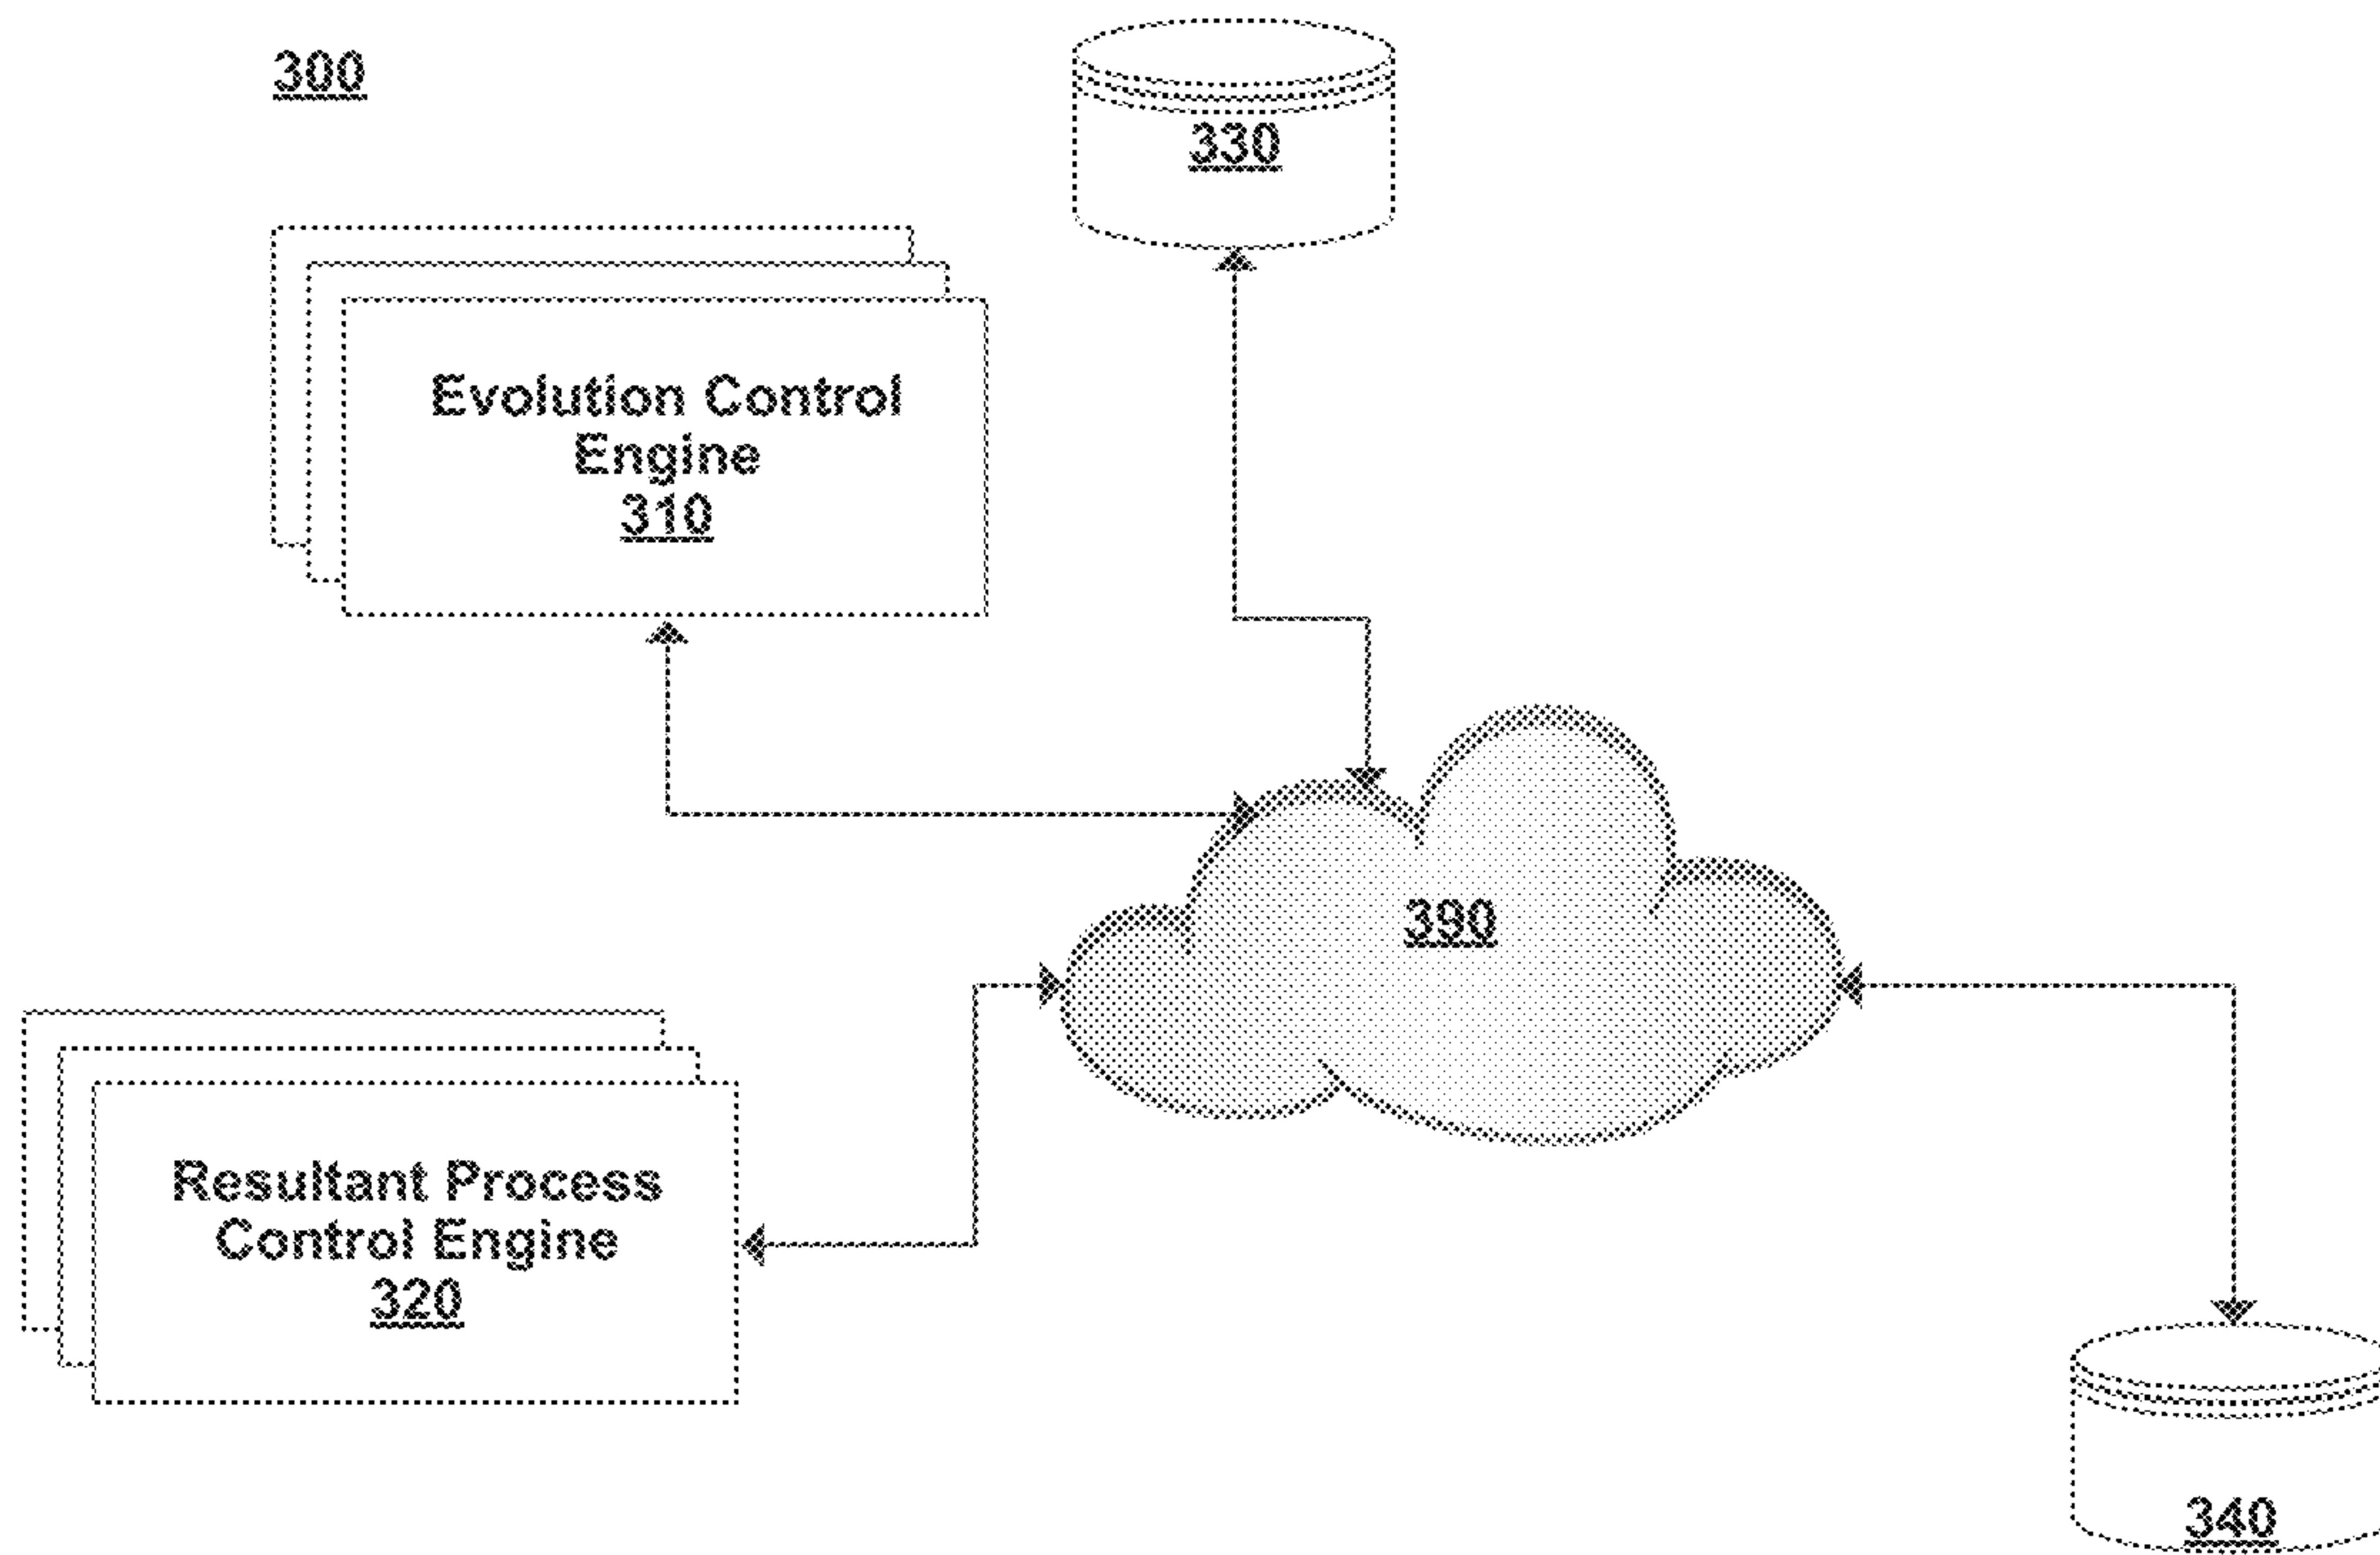 300
330
Evolution Control
Engine
310
390
Resultant Process
Control Engine
320
340